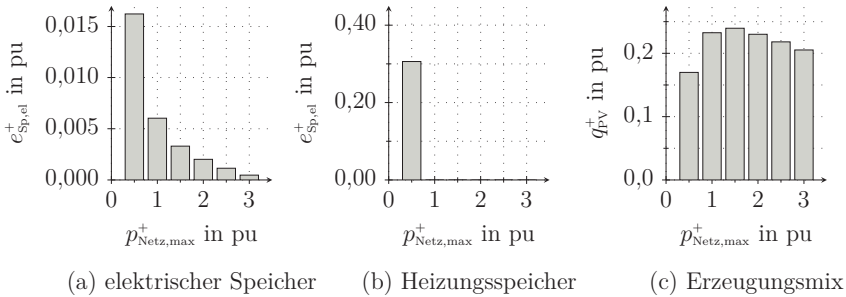 e⁺Sp,el in pu
0,015
0,010
0,005
0,000
0 1 2 3
p⁺Netz,max in pu
(a) elektrischer Speicher
e⁺Sp,el in pu
0,40
0,20
0,00
0 1 2 3
p⁺Netz,max in pu
(b) Heizungsspeicher
q⁺PV in pu
0,2
0,1
0,0
0 1 2 3
p⁺Netz,max in pu
(c) Erzeugungsmix